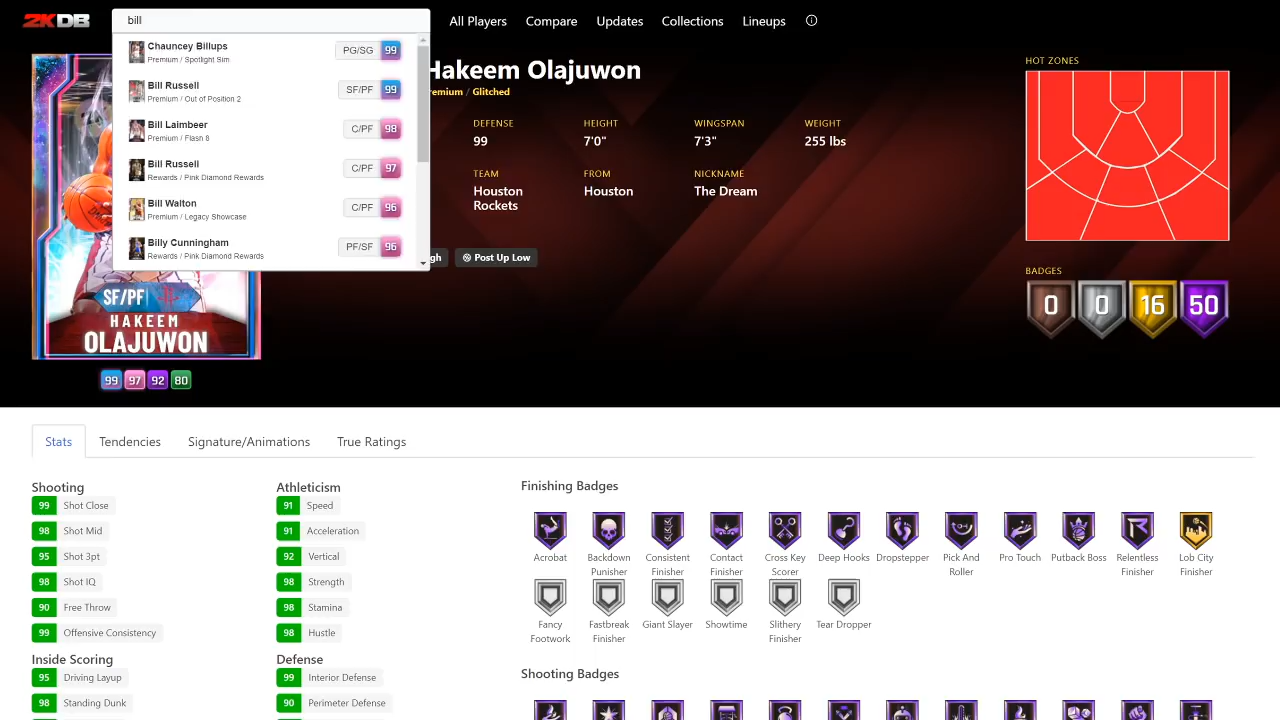 2KDB
bill
All Players
Compare
Updates
Collections
Lineups
Chauncey Billups
Premium / Spotlight Sim
PG/SG 99
Bill Russell
Premium / Out of Position 2
SF/PF 99
Bill Laimbeer
Premium / Flash 8
C/PF 98
Bill Russell
Rewards / Pink Diamond Rewards
C/PF 97
Bill Walton
Premium / Legacy Showcase
C/PF 96
Billy Cunningham
Rewards / Pink Diamond Rewards
PF/SF 96
Hakeem Olajuwon
remium / Glitched
DEFENSE
99
HEIGHT
7'0"
WINGSPAN
7'3"
WEIGHT
255 lbs
TEAM
Houston
Rockets
FROM
Houston
NICKNAME
The Dream
gh
Post Up Low
HOT ZONES
BADGES
0
0
16
50
SF/PF
HAKEEM
OLAJUWON
99 97 92 80
Stats
Tendencies
Signature/Animations
True Ratings
Shooting
99 Shot Close
98 Shot Mid
95 Shot 3pt
98 Shot IQ
90 Free Throw
99 Offensive Consistency
Inside Scoring
95 Driving Layup
98 Standing Dunk
Athleticism
91 Speed
91 Acceleration
92 Vertical
98 Strength
98 Stamina
98 Hustle
Defense
99 Interior Defense
90 Perimeter Defense
Finishing Badges
Acrobat
Backdown
Punisher
Consistent
Finisher
Contact
Finisher
Cross Key
Scorer
Deep Hooks
Dropstepper
Pick And
Roller
Pro Touch
Putback Boss
Relentless
Finisher
Lob City
Finisher
Fancy
Footwork
Fastbreak
Finisher
Giant Slayer
Showtime
Slithery
Finisher
Tear Dropper
Shooting Badges